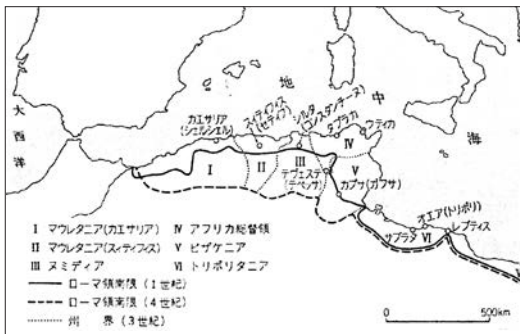 大西洋
地中海
カエサリア
(シェルシェル)
スィティフィス
(セティフ)
シルタ
(コンスタンチーヌ)
タブラカ
ウティカ
I
II
III
IV
V
テヴェステ
(テベッサ)
カプサ(ガフサ)
オエア(トリポリ)
サブラタ
VI
レプティス
I マウレタニア(カエサリア)
IV アフリカ総督領
II マウレタニア(スィティフィス)
V ビザケニア
III ヌミディア
VI トリポリタニア
ローマ領南限(1世紀)
ローマ領南限(4世紀)
州 界(3世紀)
0 500km